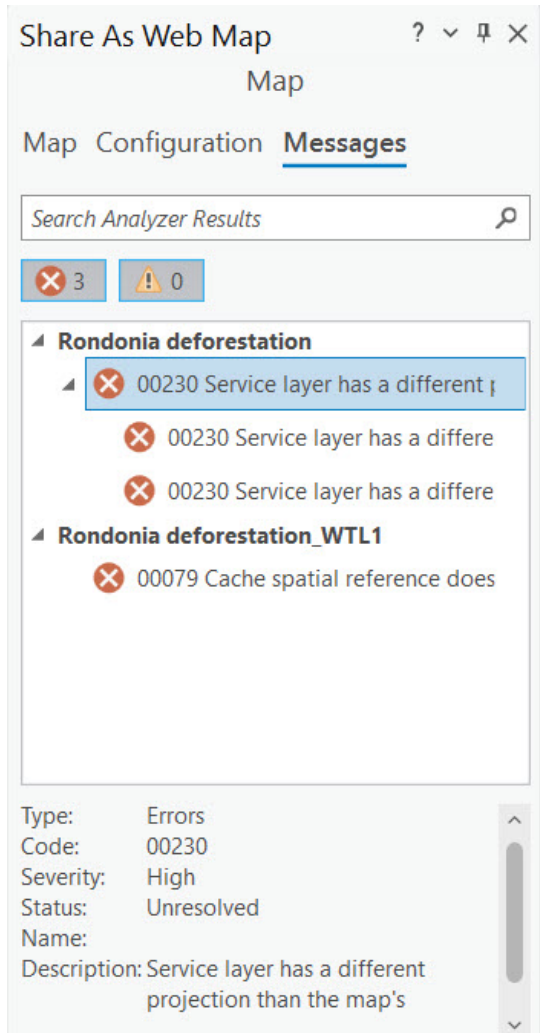 Share As Web Map ?
Map
Map Configuration Messages
Search Analyzer Results
3 0
Rondonia deforestation
00230 Service layer has a different
00230 Service layer has a differe
00230 Service layer has a differe
Rondonia deforestation_WTL1
00079 Cache spatial reference does
Type: Errors
Code: 00230
Severity: High
Status: Unresolved
Name:
Description: Service layer has a different
projection than the map's